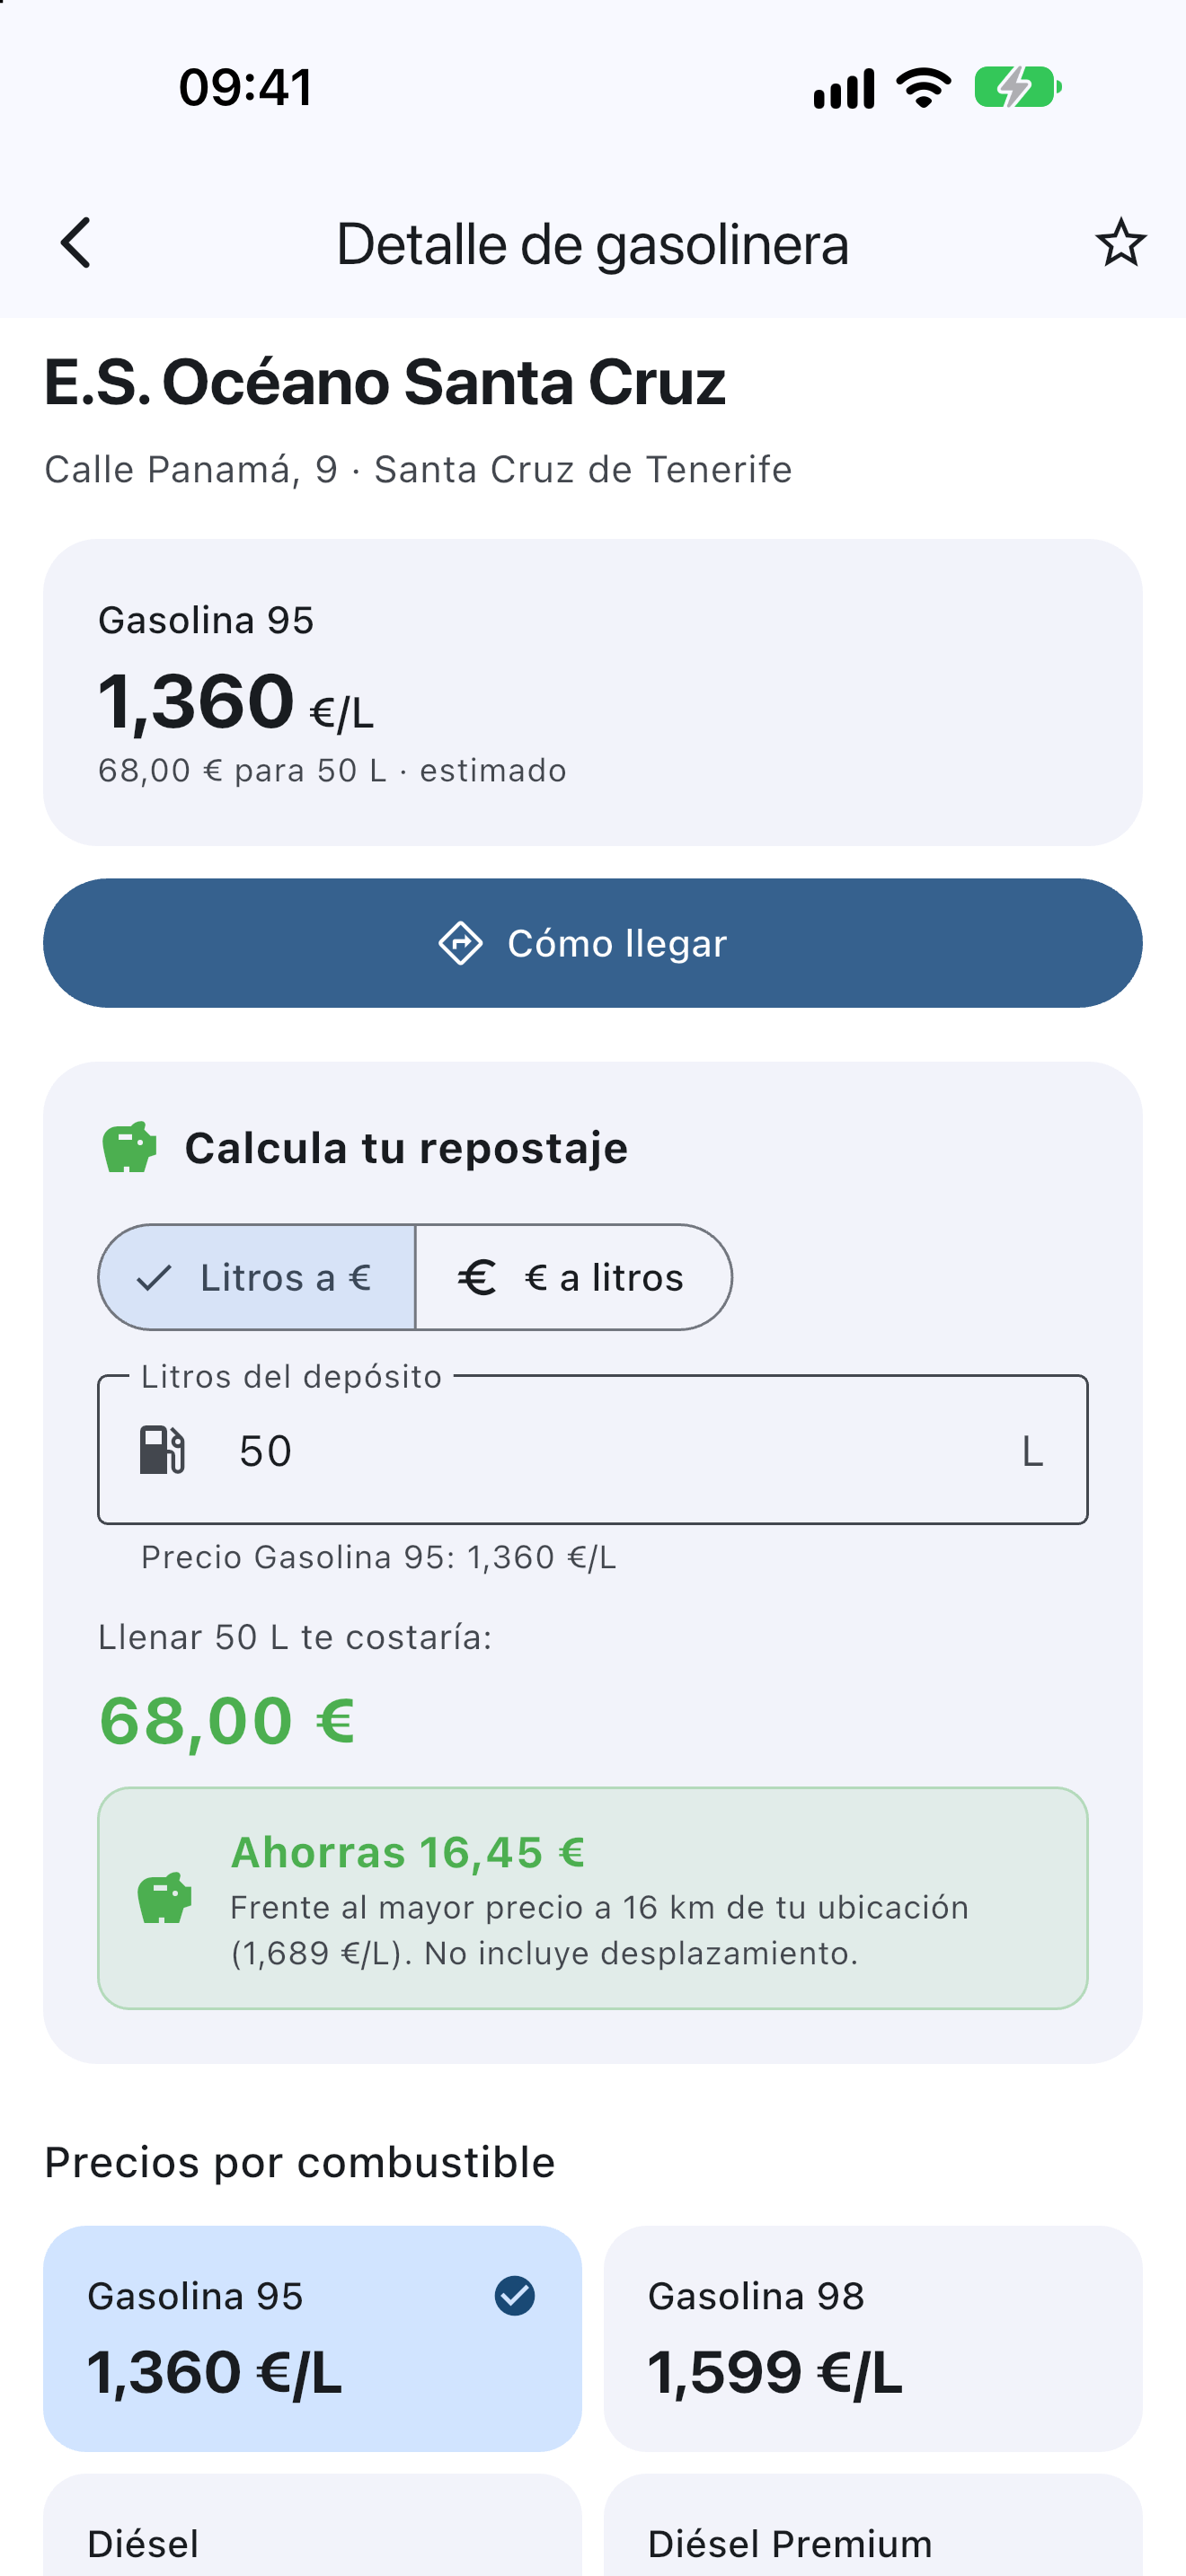 09:41
Detalle de gasolinera
E.S. Océano Santa Cruz
Calle Panamá, 9 · Santa Cruz de Tenerife
Gasolina 95
1,360 €/L
68,00 € para 50 L · estimado
Cómo llegar
Calcula tu repostaje
Litros a €
€ € a litros
Litros del depósito
50 L
Precio Gasolina 95: 1,360 €/L
Llenar 50 L te costaría:
68,00 €
Ahorras 16,45 €
Frente al mayor precio a 16 km de tu ubicación
(1,689 €/L). No incluye desplazamiento.
Precios por combustible
Gasolina 95
1,360 €/L
Gasolina 98
1,599 €/L
Diésel
Diésel Premium